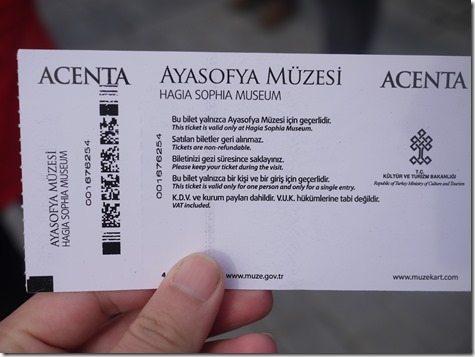 ACENTA
AYASOFYA MÜZESİ
HAGIA SOPHIA MUSEUM
001676254
001676254
AYASOFYA MÜZESİ
HAGIA SOPHIA MUSEUM
Bu bilet yalnızca Ayasofya Müzesi için geçerlidir.
This ticket is valid only at Hagia Sophia Museum.
Satılan biletler geri alınmaz.
Tickets are non-refundable.
Biletinizi gezi süresince saklayınız.
Please keep your ticket during the visit.
Bu bilet yalnızca bir kişi ve bir giriş için geçerlidir.
This ticket is valid only for one person and only for a single entry.
K.D.V. ve kurum payları dahildir. V.U.K. hükümlerine tabi değildir.
VAT included.
4
www.muze.gov.tr
ACENTA
T.C.
KÜLTÜR VE TURİZM BAKANLIĞI
Republic of Turkey Ministry of Culture and Tourism
www.muzekart.com